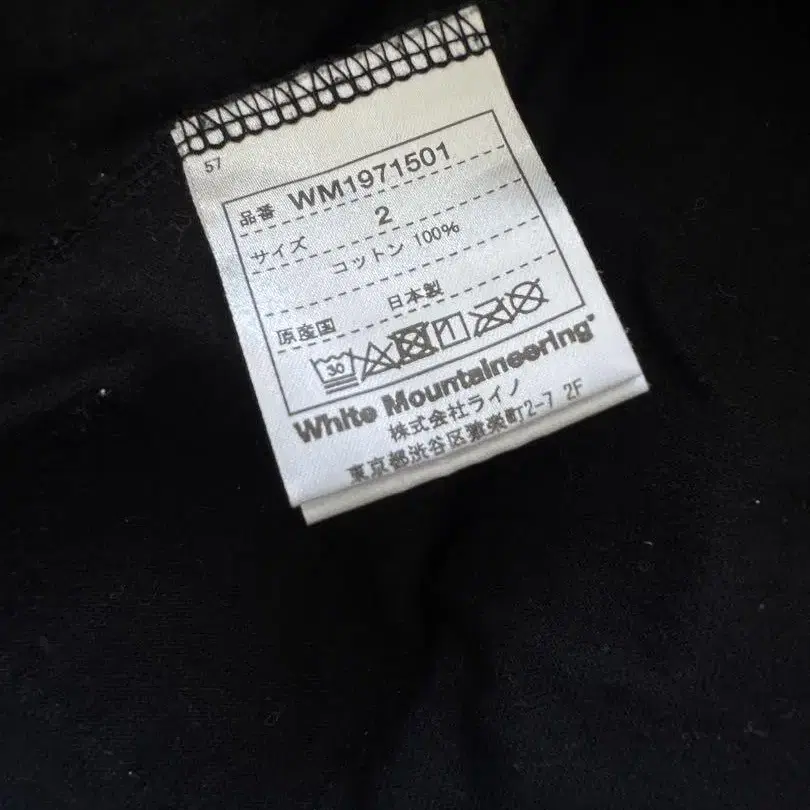 57
品番 WM1971501
サイズ 2
コットン 100%
原産国 日本製
30
White Mountaineering
株式会社ライノ
東京都渋谷区猿楽町2-7 2F